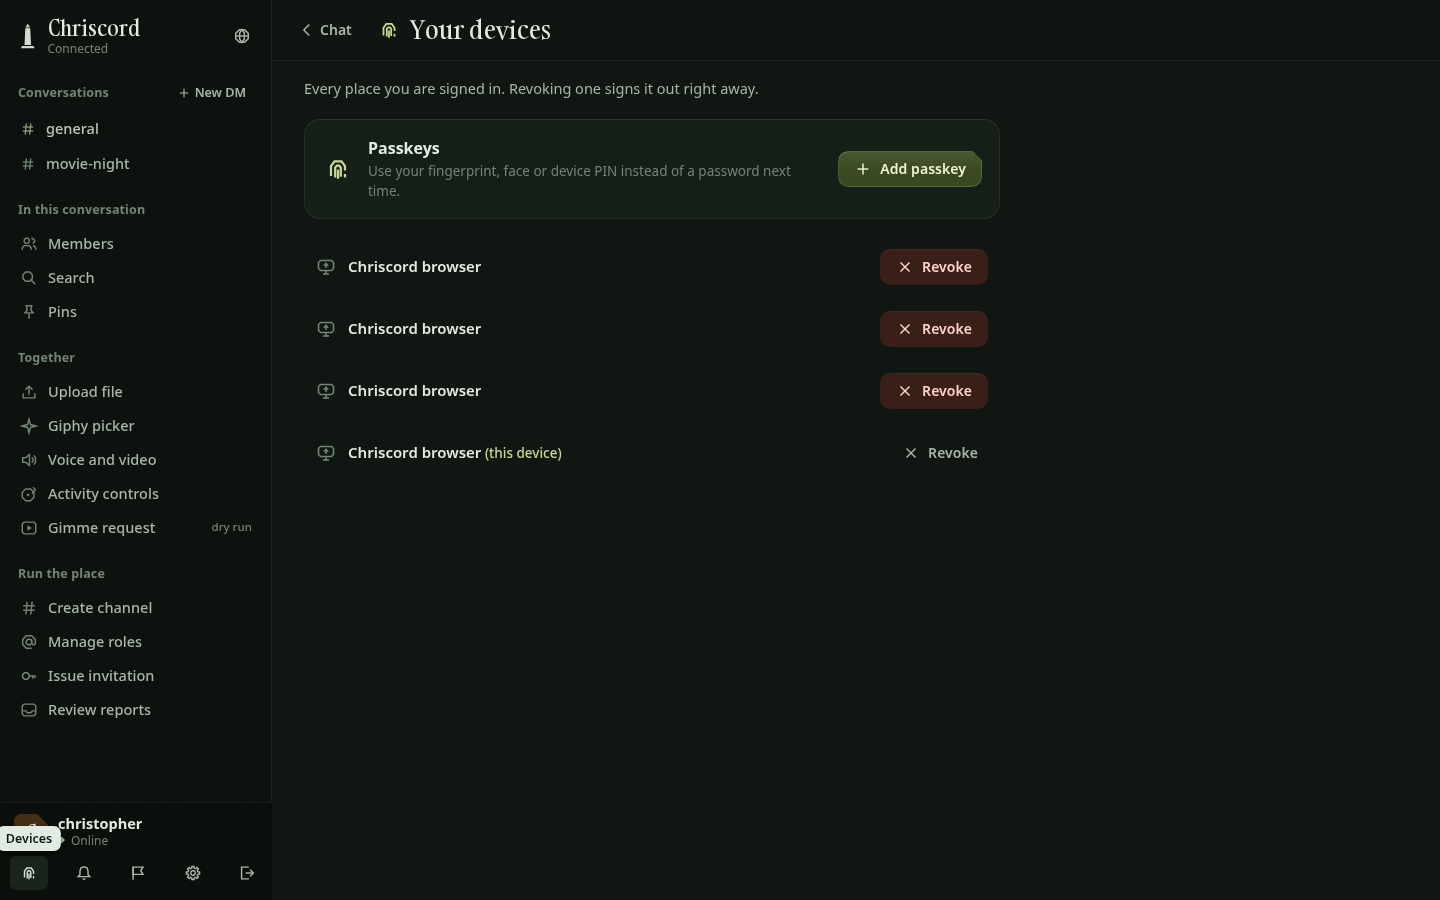 Chriscord
Connected
Conversations
New DM
general
movie-night
In this conversation
Members
Search
Pins
Together
Upload file
Giphy picker
Voice and video
Activity controls
Gimme request
dry run
Run the place
Create channel
Manage roles
Issue invitation
Review reports
christopher
Online
Devices
Chat
Your devices
Every place you are signed in. Revoking one signs it out right away.
Passkeys
Use your fingerprint, face or device PIN instead of a password next
time.
Add passkey
Chriscord browser
Revoke
Chriscord browser
Revoke
Chriscord browser
Revoke
Chriscord browser (this device)
Revoke